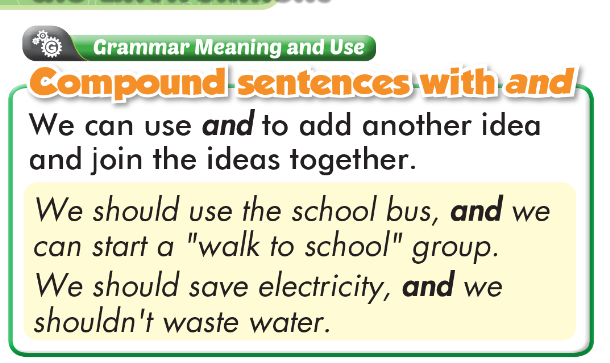 G
Grammar Meaning and Use
Compound sentences with and
We can use and to add another idea
and join the ideas together.
We should use the school bus, and we
can start a "walk to school" group.
We should save electricity, and we
shouldn't waste water.